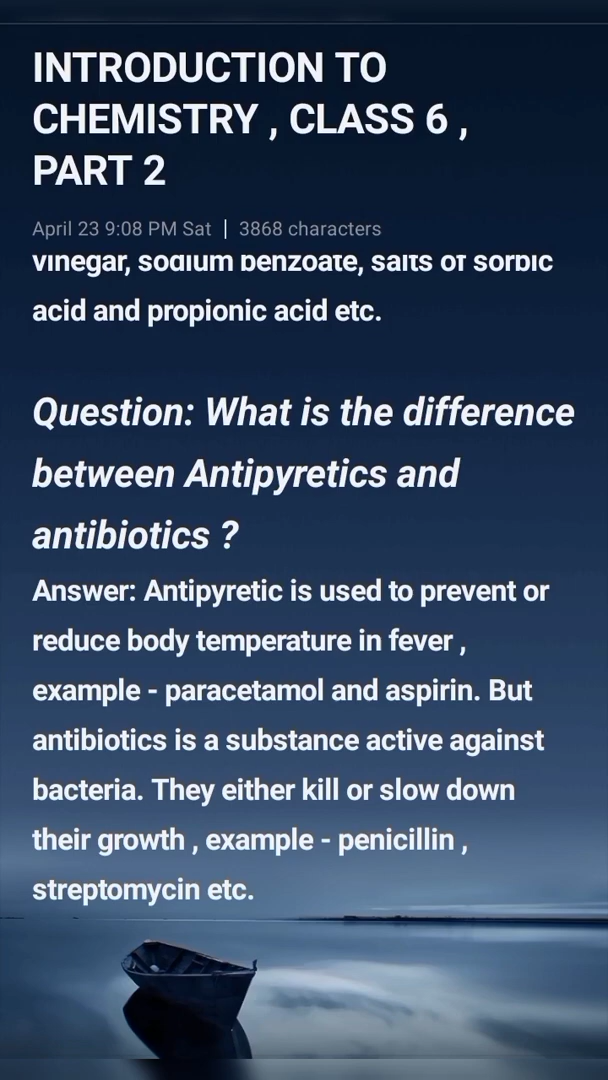 INTRODUCTION TO
CHEMISTRY , CLASS 6 ,
PART 2
April 23 9:08 PM Sat | 3868 characters
vinegar, sodium benzoate, salts of sorbic
acid and propionic acid etc.
Question: What is the difference
between Antipyretics and
antibiotics ?
Answer: Antipyretic is used to prevent or
reduce body temperature in fever ,
example - paracetamol and aspirin. But
antibiotics is a substance active against
bacteria. They either kill or slow down
their growth , example - penicillin ,
streptomycin etc.